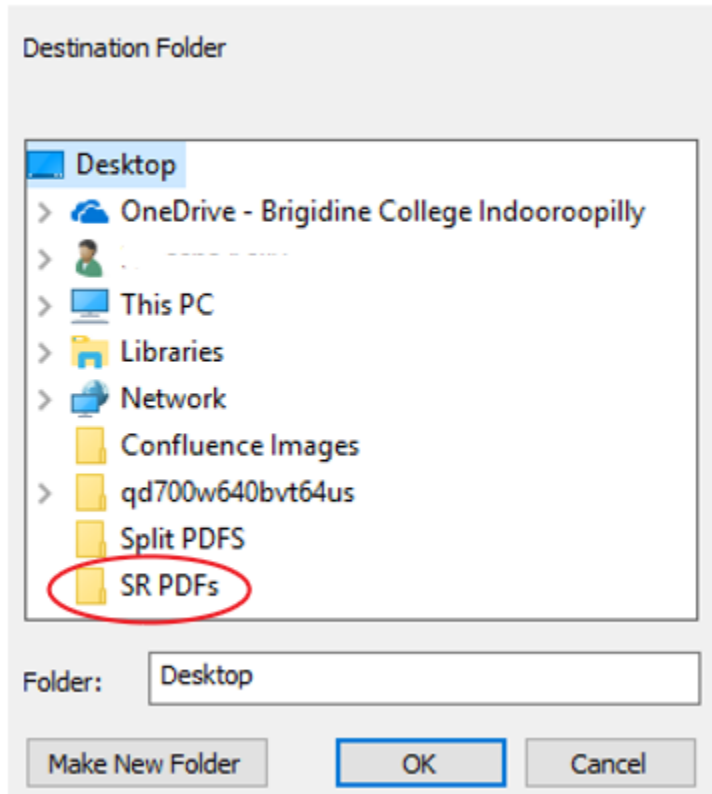 Destination Folder
Desktop
OneDrive - Brigidine College Indooroopilly
This PC
Libraries
Network
Confluence Images
qd700w640bvt64us
Split PDFS
SR PDFs
Folder: Desktop
Make New Folder OK Cancel